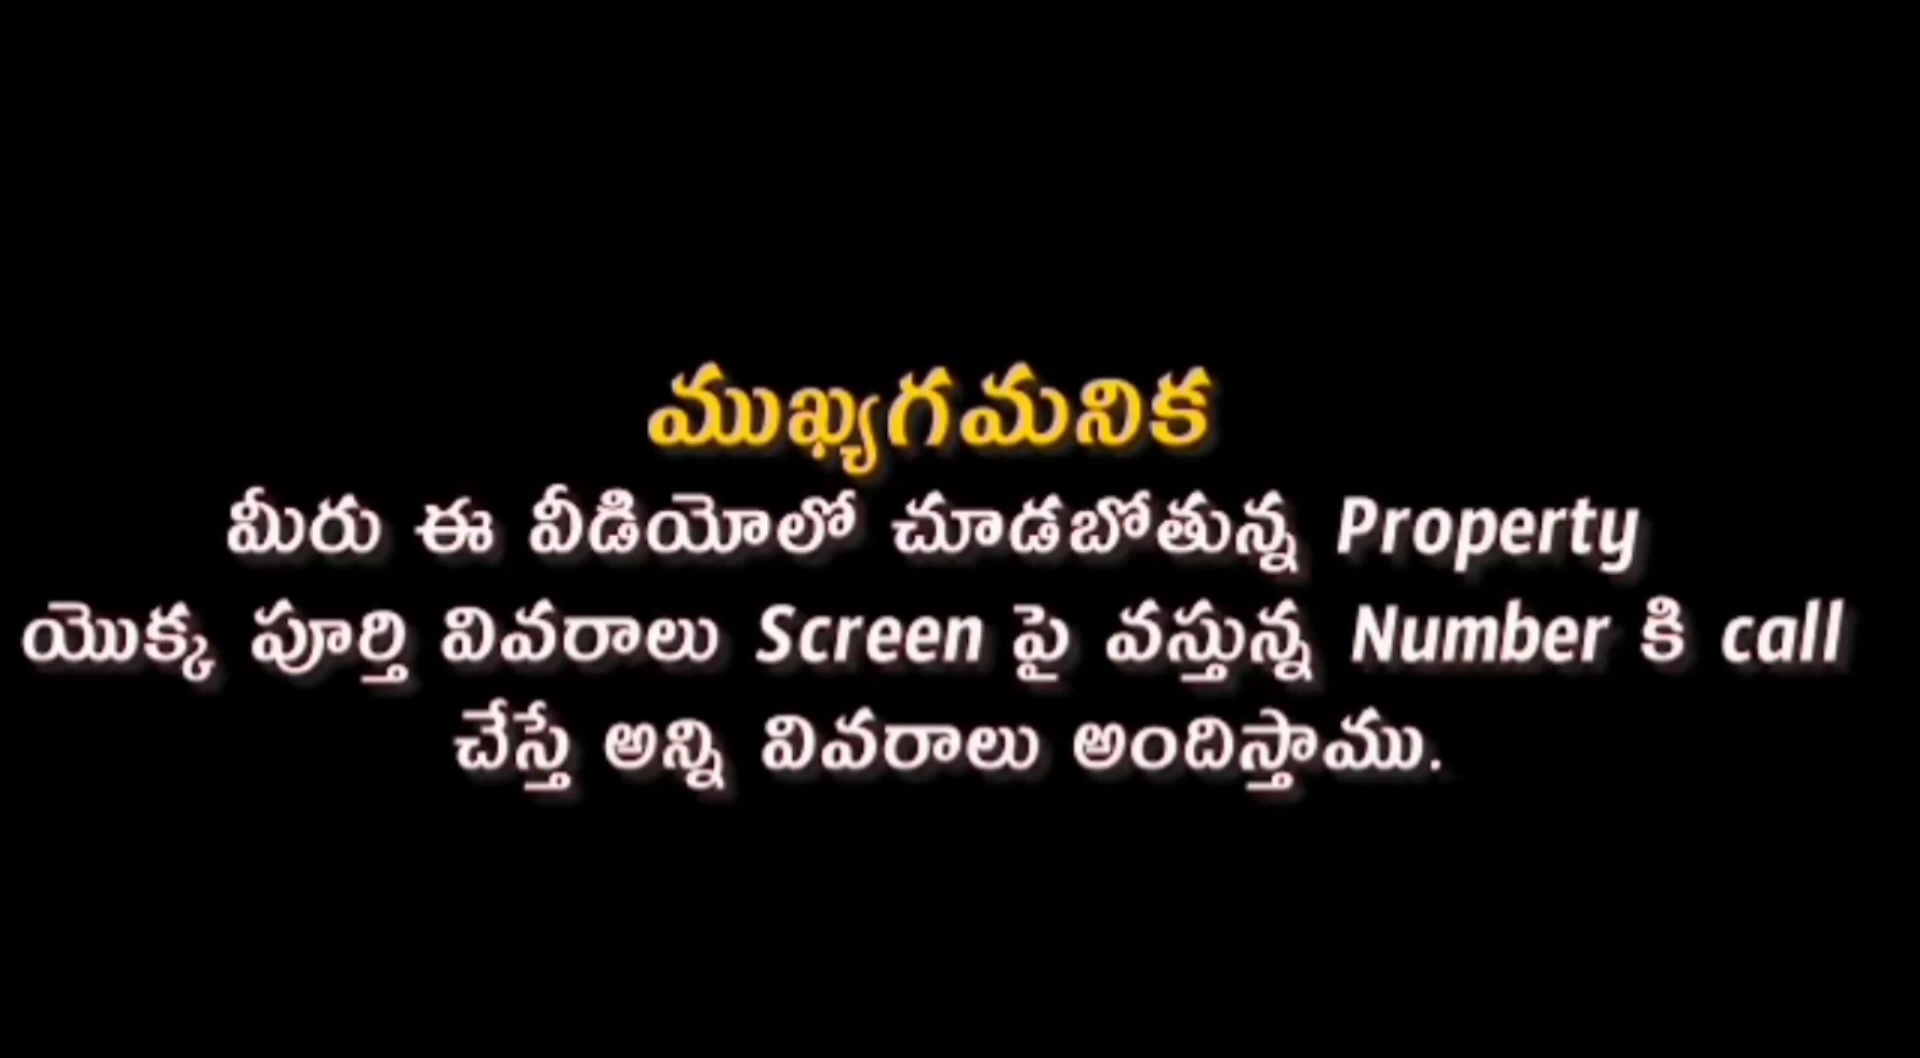 ముఖ్యగమనిక
మీరు ఈ వీడియోలో చూడబోతున్న Property
యొక్క పూర్తి వివరాలు Screen పై వస్తున్న Number కి call
చేస్తే అన్ని వివరాలు అందిస్తాము.